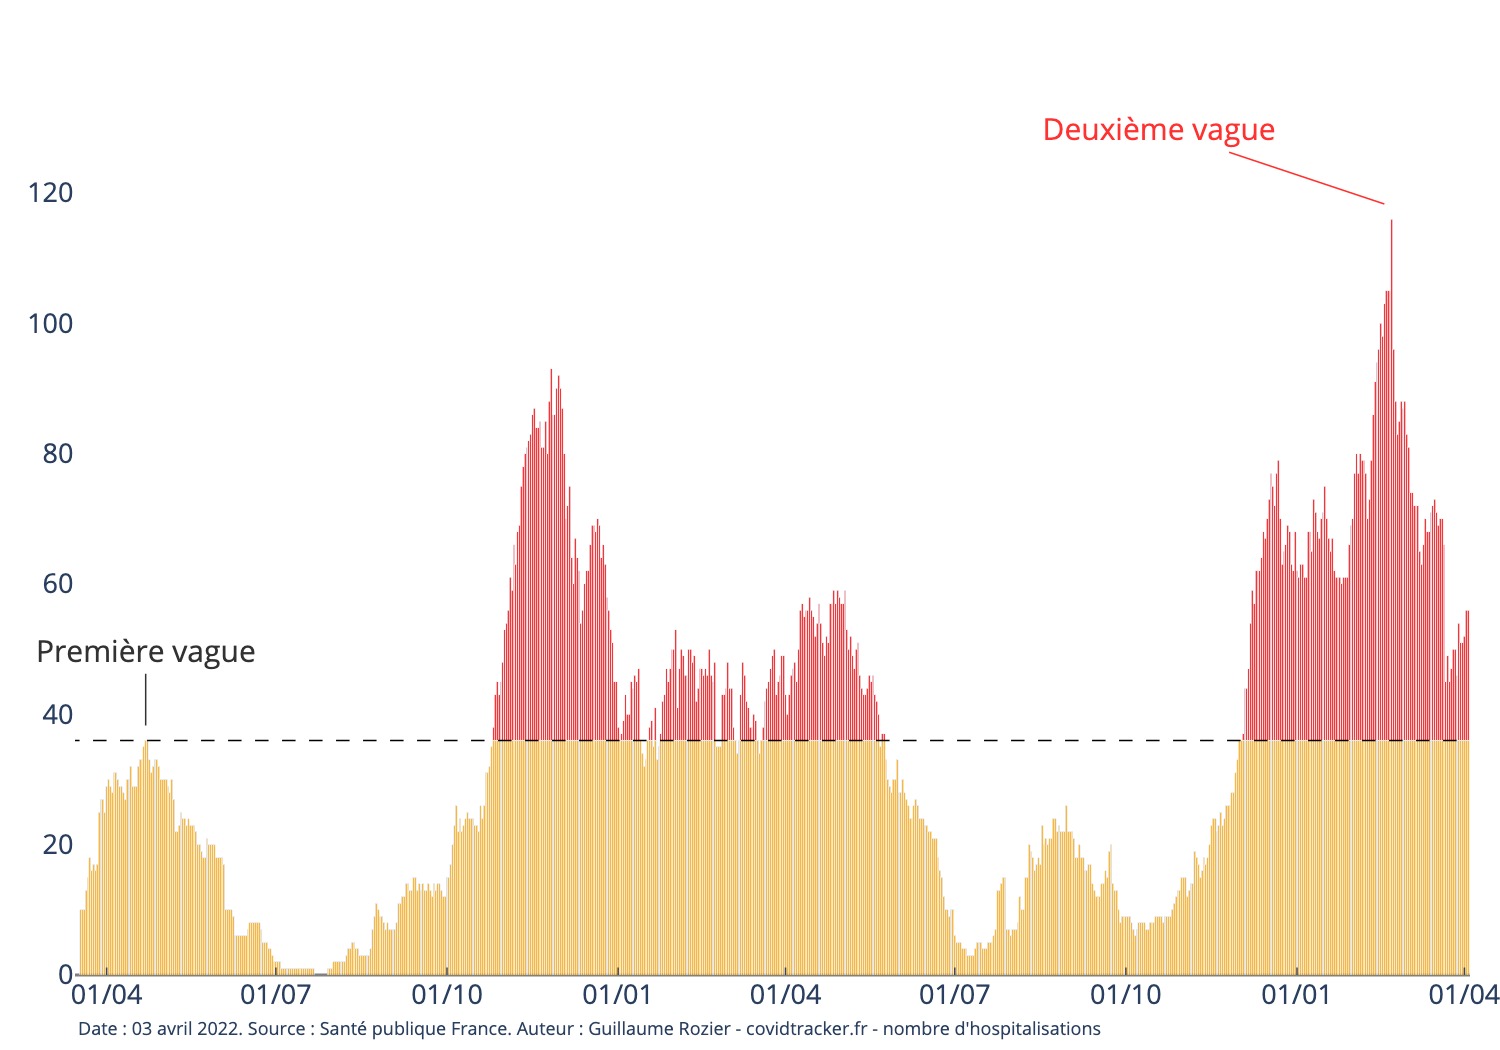 Deuxième vague
120
100
80
60
Première vague
40
20
0
01/04 01/07 01/10 01/01 01/04 01/07 01/10 01/01 01/04
Date : 03 avril 2022. Source : Santé publique France. Auteur : Guillaume Rozier - covidtracker.fr - nombre d'hospitalisations